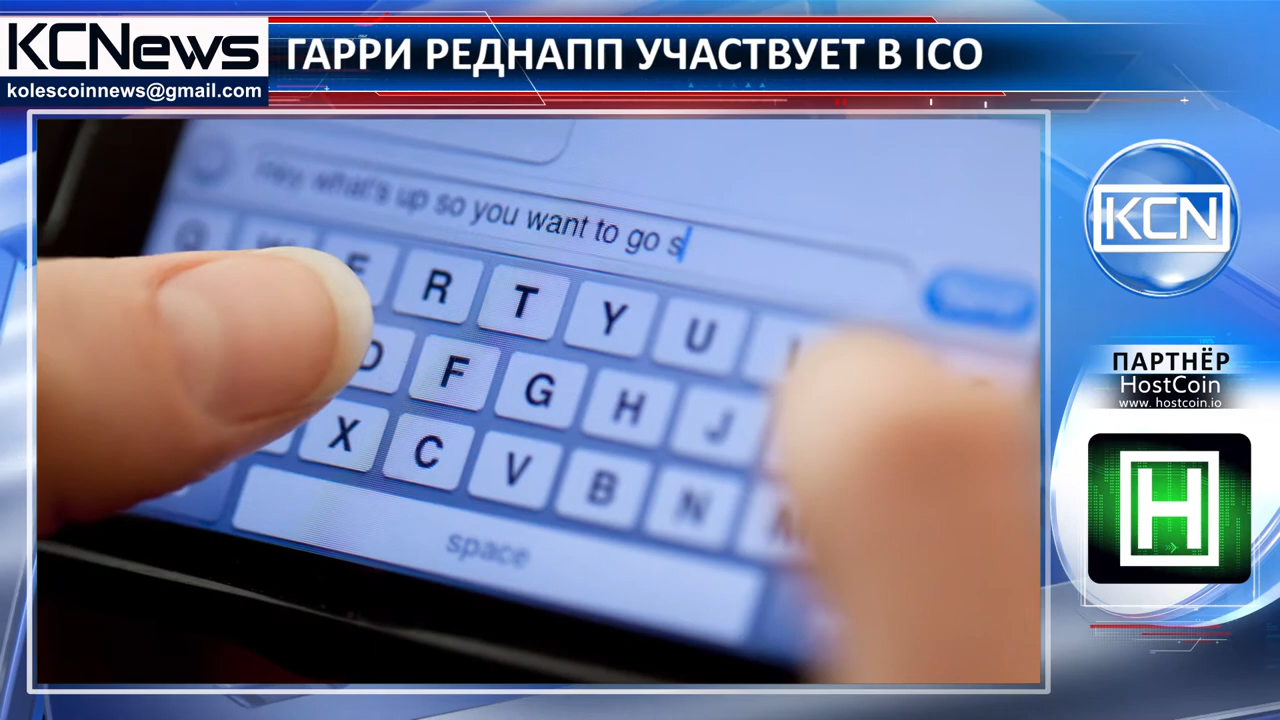 KCNews
kolescoinnews@gmail.com
ГАРРИ РЕДНАПП УЧАСТВУЕТ В ICO
Hey what's up so you want to go s
E R T Y U
D F G H J
X C V B N
space
KCN
ПАРТНЁР
HostCoin
www. hostcoin.io
H